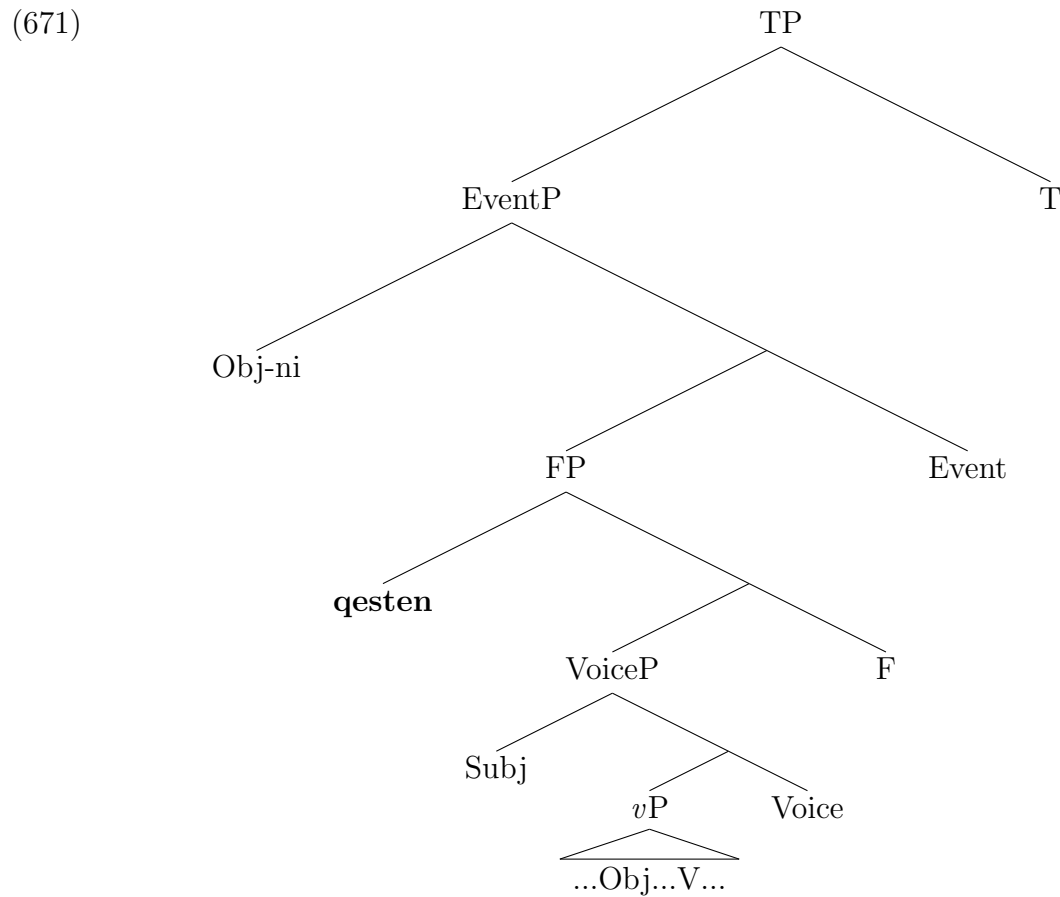 (671)
TP
EventP
T
Obj-ni
FP
Event
qesten
VoiceP
F
Subj
vP
Voice
...Obj...V...